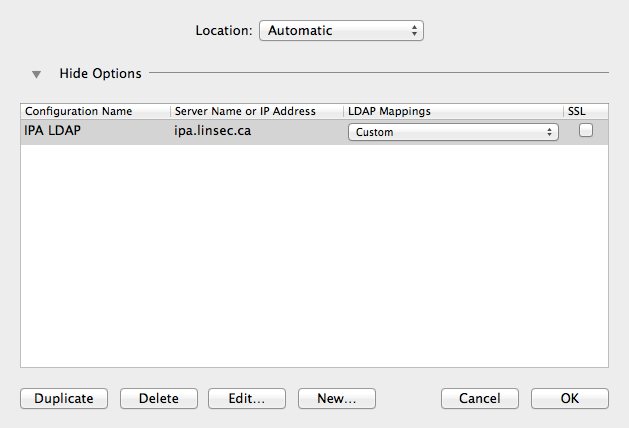 Location: Automatic
Hide Options
Configuration Name Server Name or IP Address LDAP Mappings SSL
IPA LDAP ipa.linsec.ca Custom
Duplicate Delete Edit... New... Cancel OK